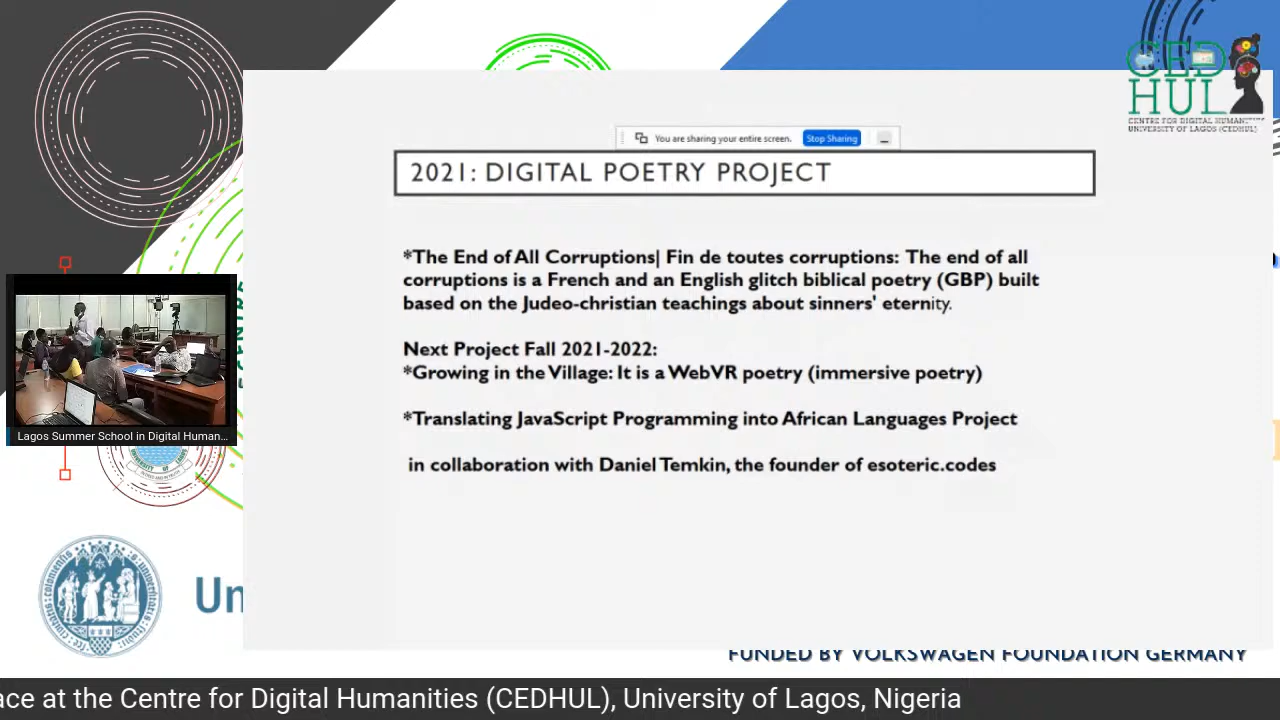 CED
HUL
CENTRE FOR DIGITAL HUMANITIES
UNIVERSITY OF LAGOS (CEDHUL)
You are sharing your entire screen.
Stop Sharing
2021: DIGITAL POETRY PROJECT
*The End of All Corruptions| Fin de toutes corruptions: The end of all
corruptions is a French and an English glitch biblical poetry (GBP) built
based on the Judeo-christian teachings about sinners' eternity.
Next Project Fall 2021-2022:
*Growing in the Village: It is a WebVR poetry (immersive poetry)
*Translating JavaScript Programming into African Languages Project
in collaboration with Daniel Temkin, the founder of esoteric.codes
Lagos Summer School in Digital Human...
Un
FUNDED BY VOLKSWAGEN FOUNDATION GERMANY
ace at the Centre for Digital Humanities (CEDHUL), University of Lagos, Nigeria